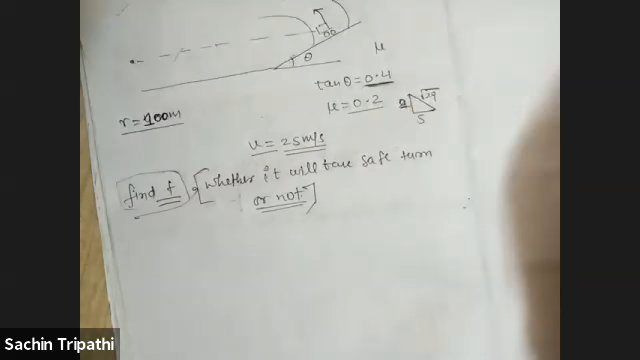 θ
μ
tanθ = 0.4
μ = 0.2
2 √29
5
r = 100m
v = 25m/s
find f [whether it will take safe turn
or not]
Sachin Tripathi